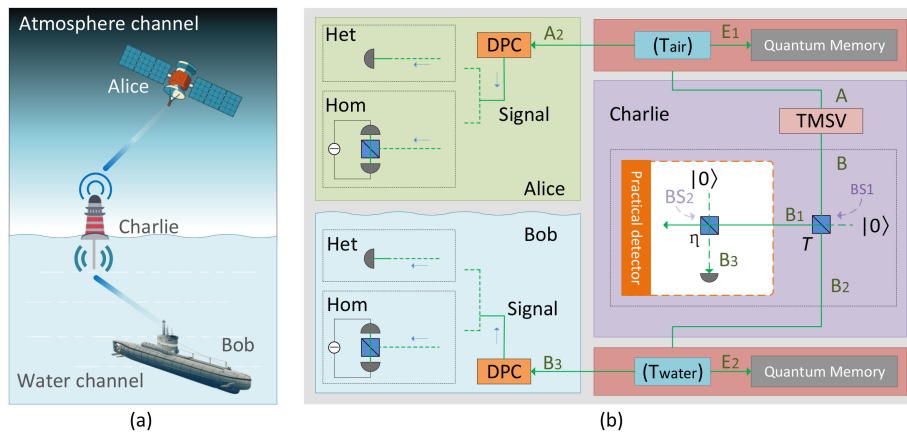 Atmosphere channel
Alice
Charlie
Bob
Water channel
(a)
Het
Hom
DPC
A2
Signal
Alice
(Tair)
E1
Quantum Memory
Charlie
A
TMSV
B
Practical detector
|0⟩
BS2
η
B3
B1
BS1
|0⟩
T
B2
Bob
Het
Hom
Signal
DPC
B3
(Twater)
E2
Quantum Memory
(b)